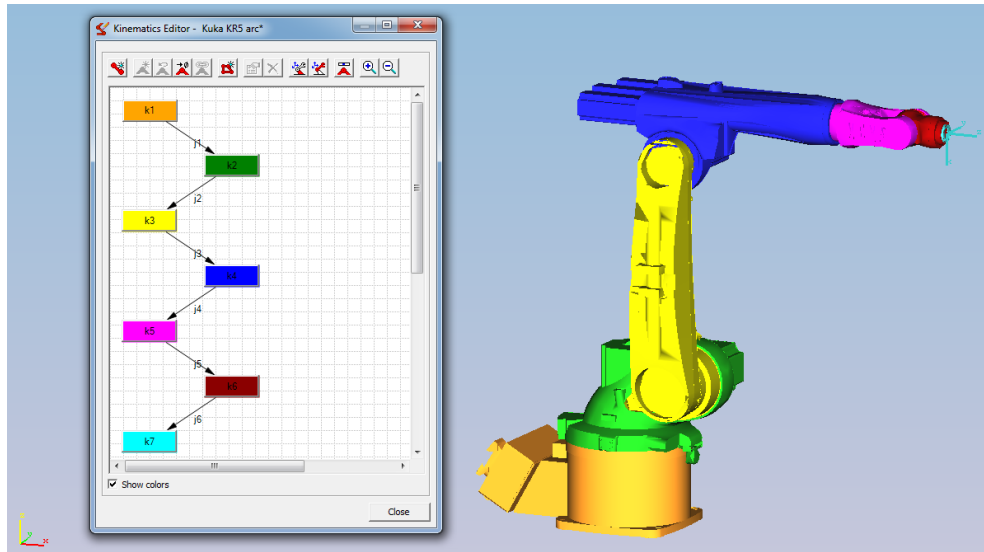 Kinematics Editor - Kuka KR5 arc*
k1
j1
k2
j2
k3
j3
k4
j4
k5
j5
k6
j6
k7
Show colors
Close
z
y
x